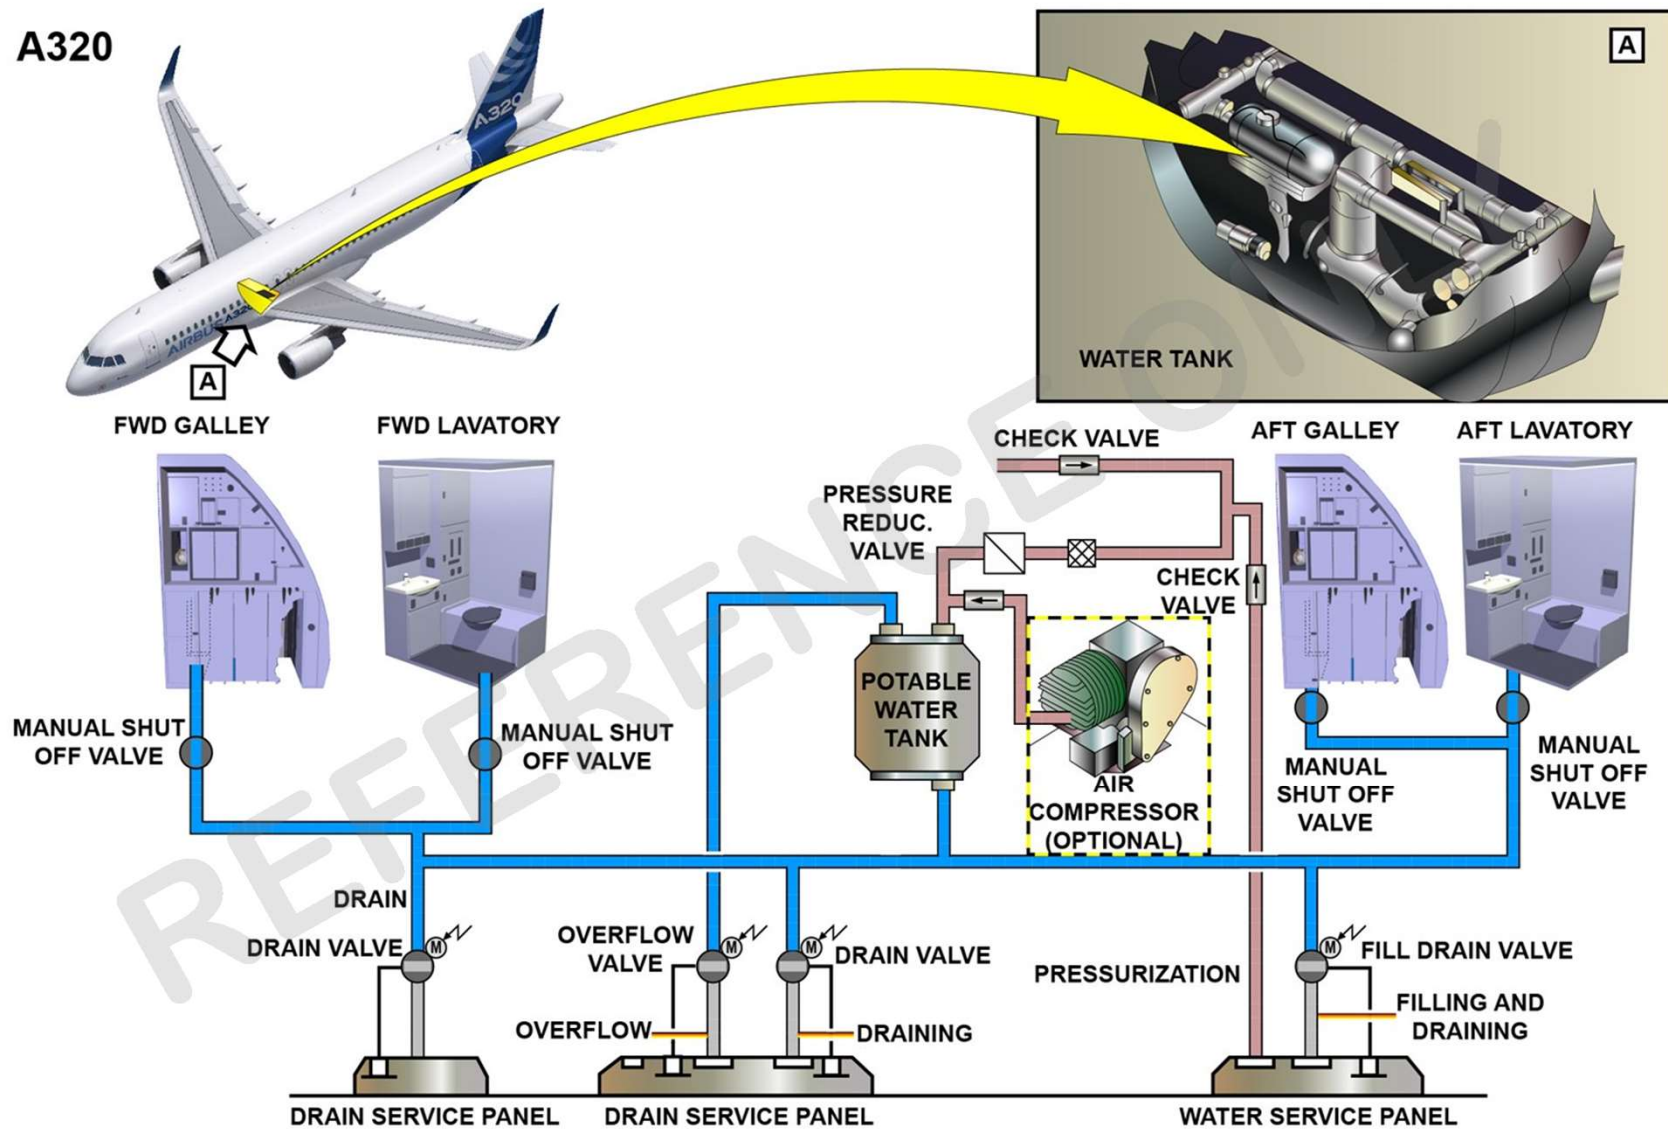 A320
A320
AIRBUS A320
A
A
WATER TANK
FWD GALLEY
FWD LAVATORY
CHECK VALVE
AFT GALLEY
AFT LAVATORY
PRESSURE
REDUC.
VALVE
CHECK
VALVE
POTABLE
WATER
TANK
MANUAL SHUT
OFF VALVE
MANUAL SHUT
OFF VALVE
AIR
COMPRESSOR
(OPTIONAL)
MANUAL
SHUT OFF
VALVE
MANUAL
SHUT OFF
VALVE
DRAIN
DRAIN VALVE
M
OVERFLOW
VALVE
M
M
DRAIN VALVE
PRESSURIZATION
M
FILL DRAIN VALVE
OVERFLOW
DRAINING
FILLING AND
DRAINING
DRAIN SERVICE PANEL
DRAIN SERVICE PANEL
WATER SERVICE PANEL
REFERENCE